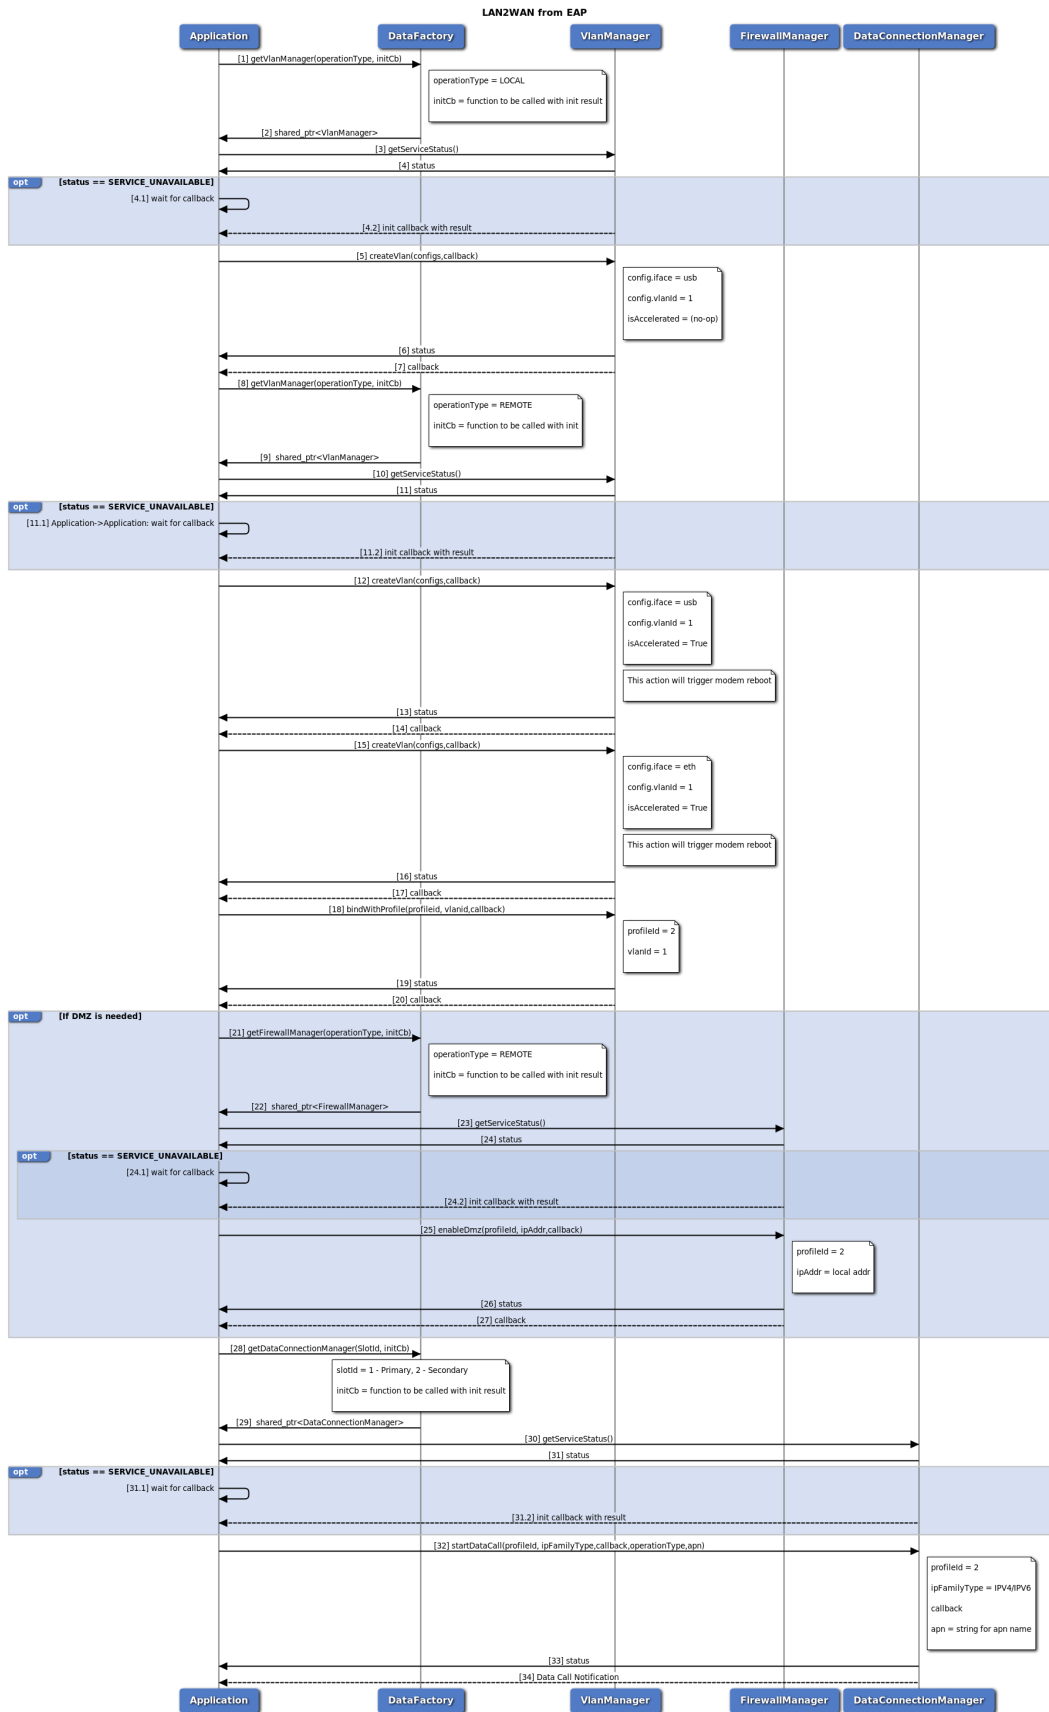 LAN2WAN from EAP
Application
DataFactory
VlanManager
FirewallManager
DataConnectionManager
[1] getVlanManager(operationType, initCb)
operationType = LOCAL
initCb = function to be called with init result
[2] shared_ptr<VlanManager>
[3] getServiceStatus()
[4] status
opt [status == SERVICE_UNAVAILABLE]
[4.1] wait for callback
[4.2] init callback with result
[5] createVlan(configs,callback)
config.iface = usb
config.vlanId = 1
isAccelerated = (no-op)
[6] status
[7] callback
[8] getVlanManager(operationType, initCb)
operationType = REMOTE
initCb = function to be called with init
[9]  shared_ptr<VlanManager>
[10] getServiceStatus()
[11] status
opt [status == SERVICE_UNAVAILABLE]
[11.1] Application->Application: wait for callback
[11.2] init callback with result
[12] createVlan(configs,callback)
config.iface = usb
config.vlanId = 1
isAccelerated = True
This action will trigger modem reboot
[13] status
[14] callback
[15] createVlan(configs,callback)
config.iface = eth
config.vlanId = 1
isAccelerated = True
This action will trigger modem reboot
[16] status
[17] callback
[18] bindWithProfile(profileid, vlanid,callback)
profileId = 2
vlanId = 1
[19] status
[20] callback
opt [If DMZ is needed]
[21] getFirewallManager(operationType, initCb)
operationType = REMOTE
initCb = function to be called with init result
[22]  shared_ptr<FirewallManager>
[23] getServiceStatus()
[24] status
opt [status == SERVICE_UNAVAILABLE]
[24.1] wait for callback
[24.2] init callback with result
[25] enableDmz(profileId, ipAddr,callback)
profileId = 2
ipAddr = local addr
[26] status
[27] callback
[28] getDataConnectionManager(SlotId, initCb)
slotId = 1 - Primary, 2 - Secondary
initCb = function to be called with init result
[29]  shared_ptr<DataConnectionManager>
[30] getServiceStatus()
[31] status
opt [status == SERVICE_UNAVAILABLE]
[31.1] wait for callback
[31.2] init callback with result
[32] startDataCall(profileId, ipFamilyType,callback,operationType,apn)
profileId = 2
ipFamilyType = IPV4/IPV6
callback
apn = string for apn name
[33] status
[34] Data Call Notification
Application
DataFactory
VlanManager
FirewallManager
DataConnectionManager